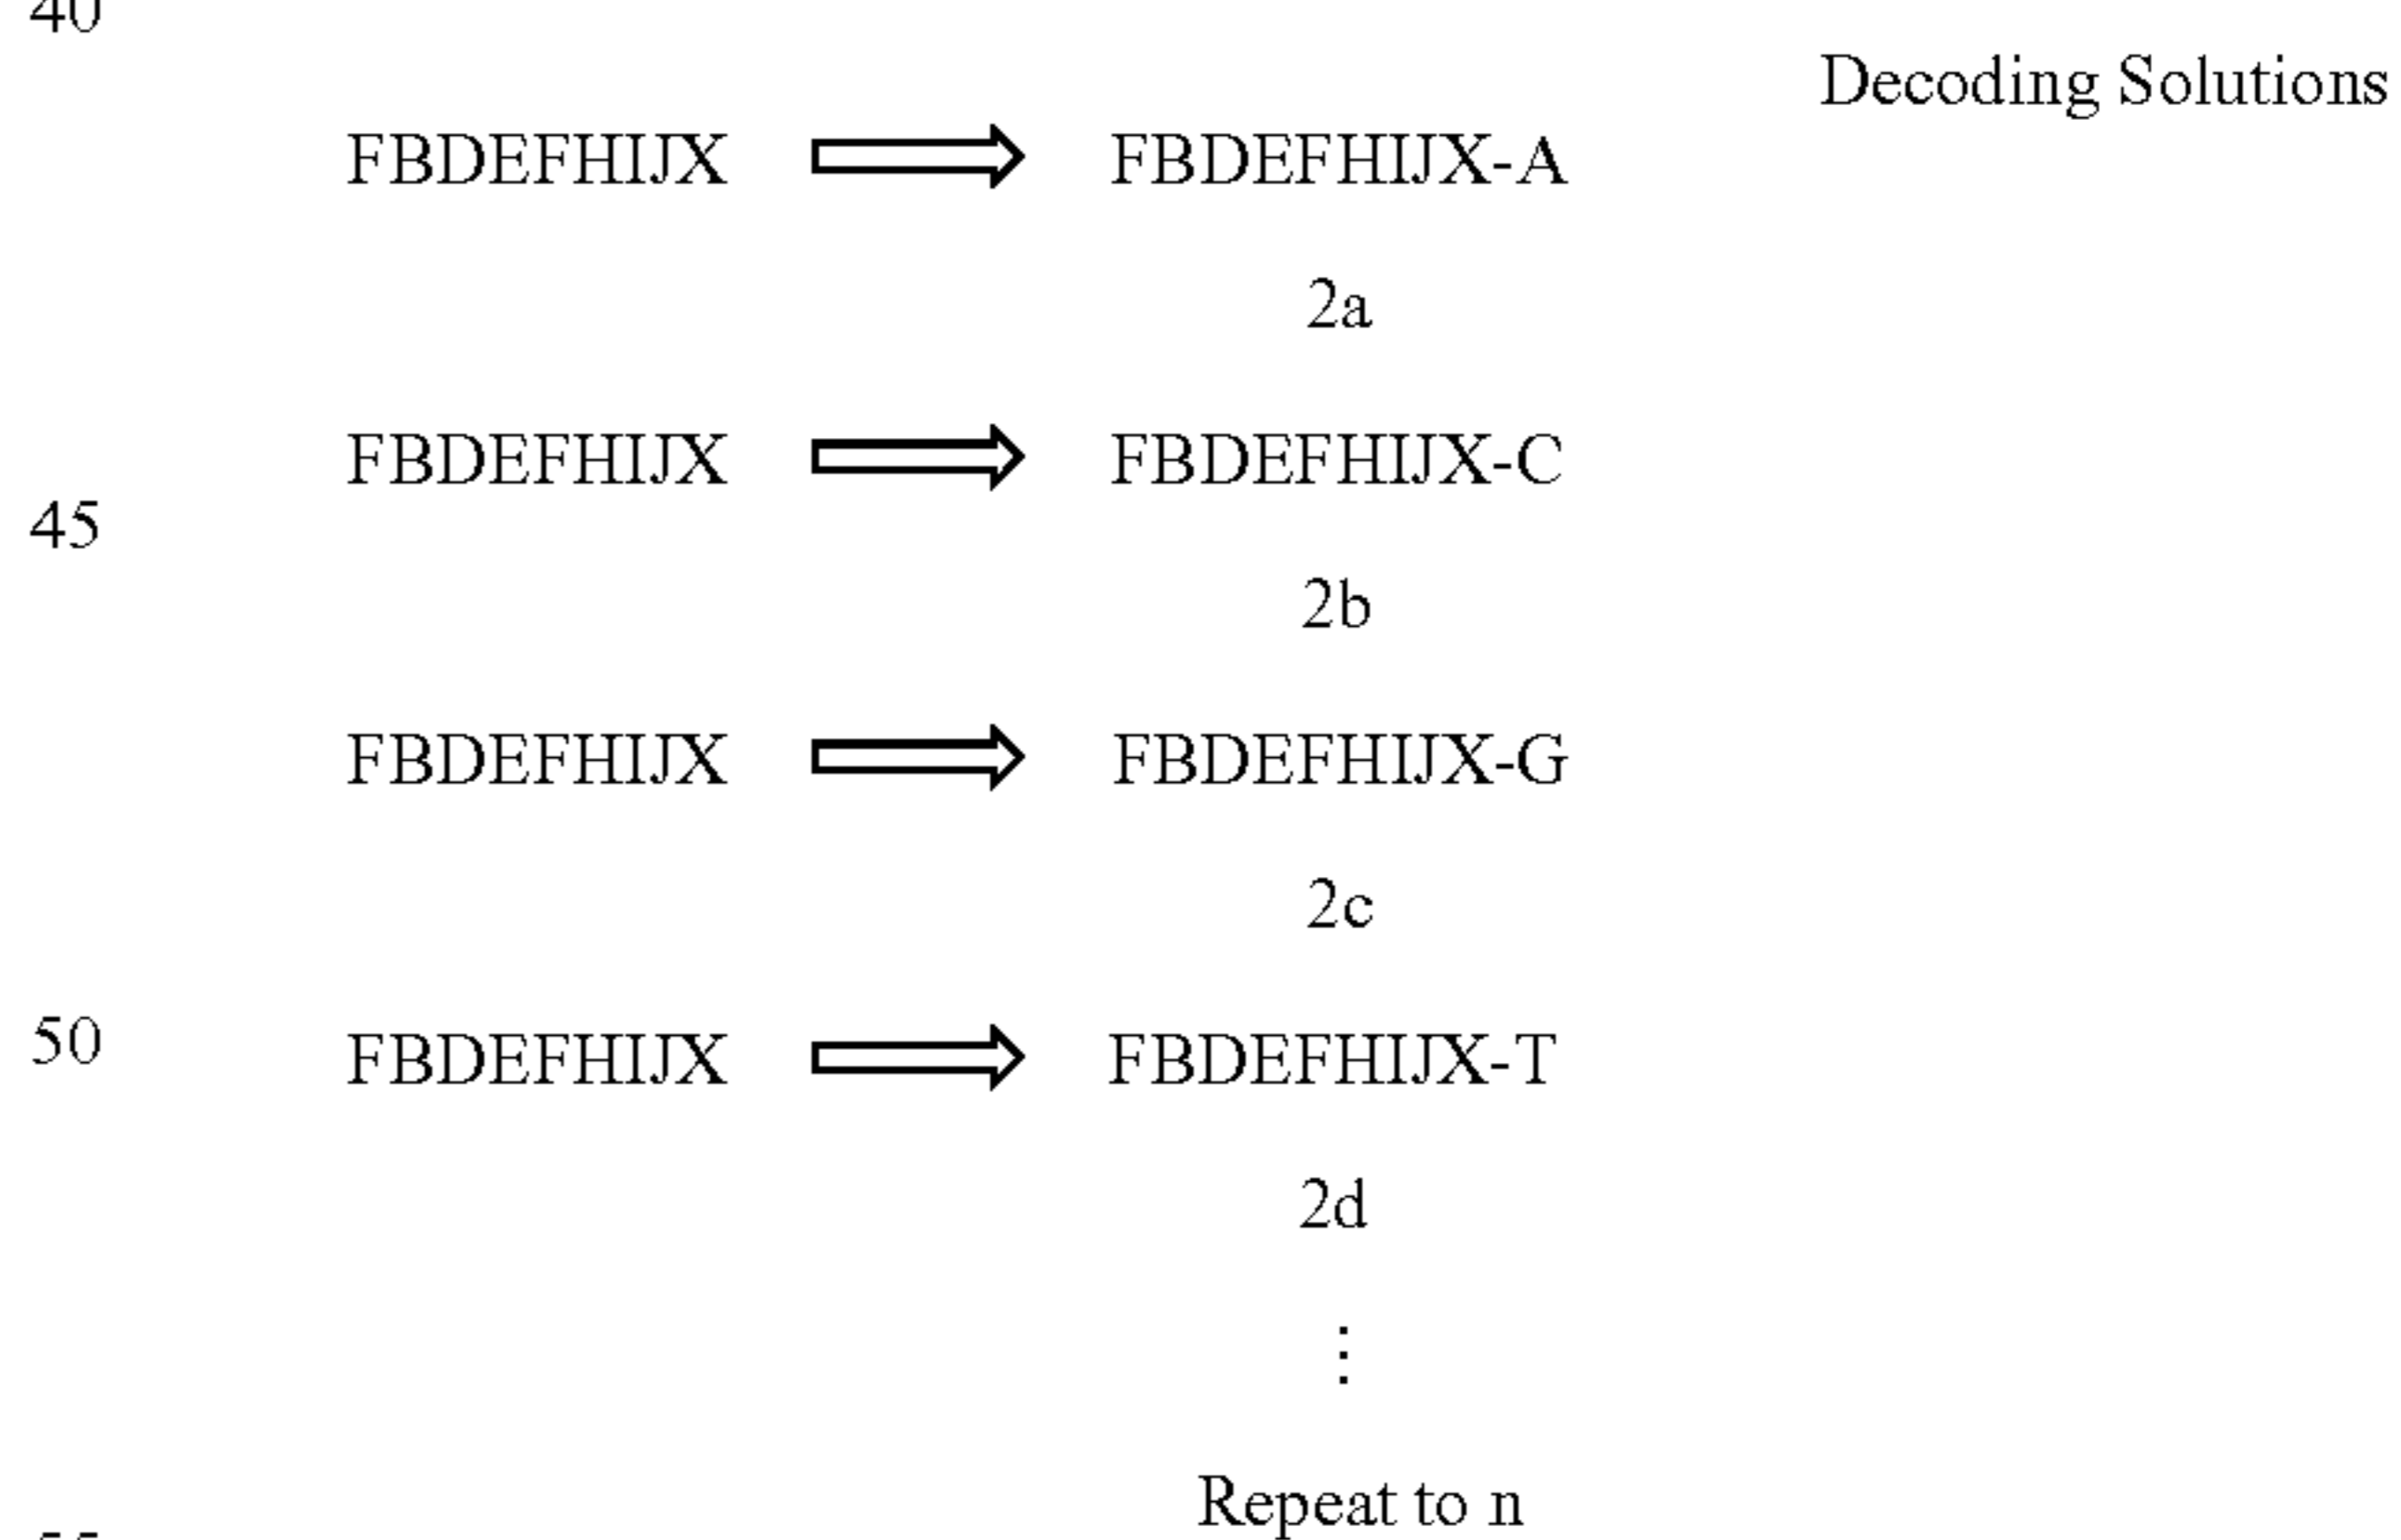 40
Decoding Solutions
FBDEFHIJX ⇒ FBDEFHIJX-A
2a
FBDEFHIJX ⇒ FBDEFHIJX-C
45
2b
FBDEFHIJX ⇒ FBDEFHIJX-G
2c
50
FBDEFHIJX ⇒ FBDEFHIJX-T
2d
⋮
Repeat to n